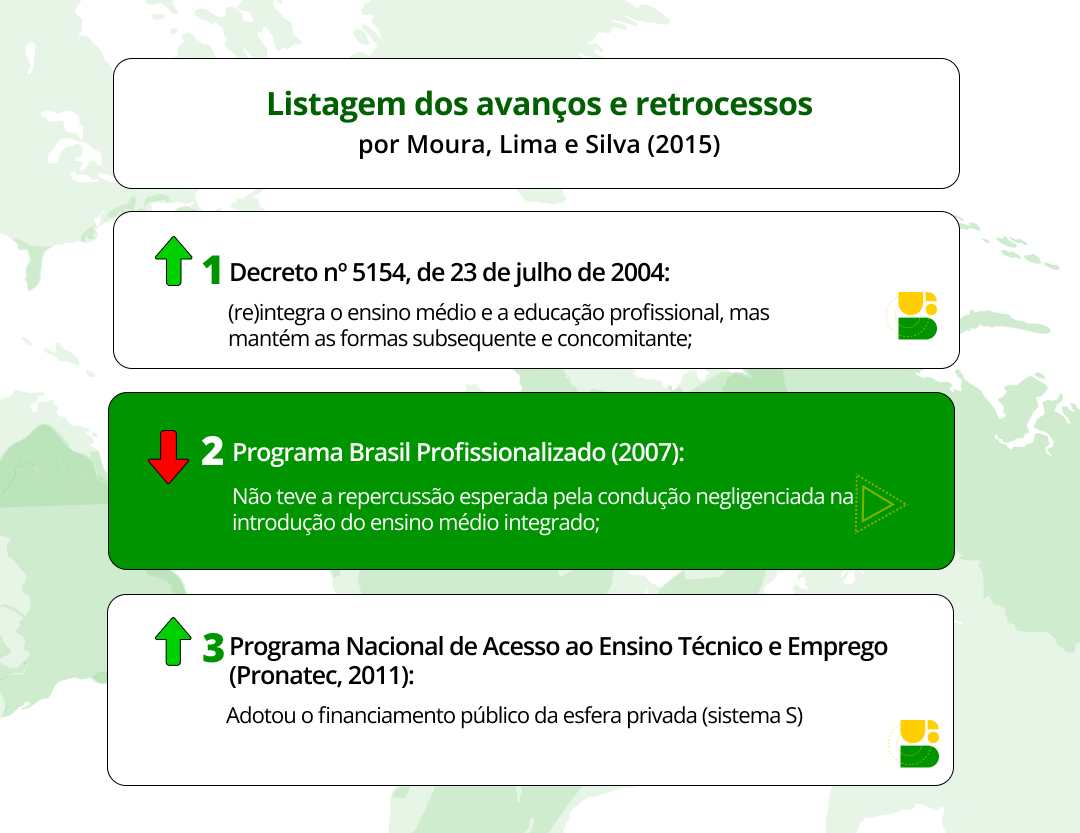 Listagem dos avanços e retrocessos
por Moura, Lima e Silva (2015)
1 Decreto nº 5154, de 23 de julho de 2004:
(re)integra o ensino médio e a educação profissional, mas
mantém as formas subsequente e concomitante;
2 Programa Brasil Profissionalizado (2007):
Não teve a repercussão esperada pela condução negligenciada na
introdução do ensino médio integrado;
3 Programa Nacional de Acesso ao Ensino Técnico e Emprego
(Pronatec, 2011):
Adotou o financiamento público da esfera privada (sistema S)